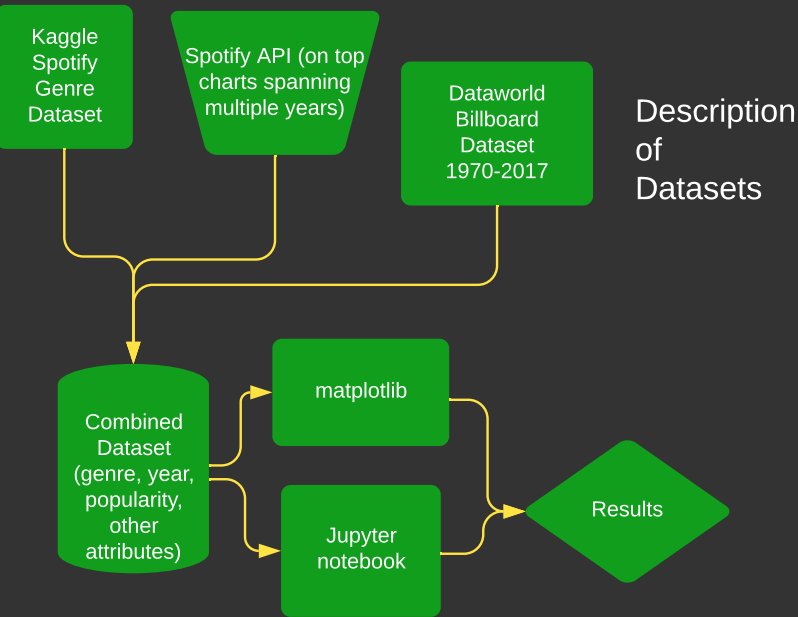 Kaggle
Spotify
Genre
Dataset
Spotify API (on top
charts spanning
multiple years)
Dataworld
Billboard
Dataset
1970-2017
Description
of
Datasets
Combined
Dataset
(genre, year,
popularity,
other
attributes)
matplotlib
Jupyter
notebook
Results